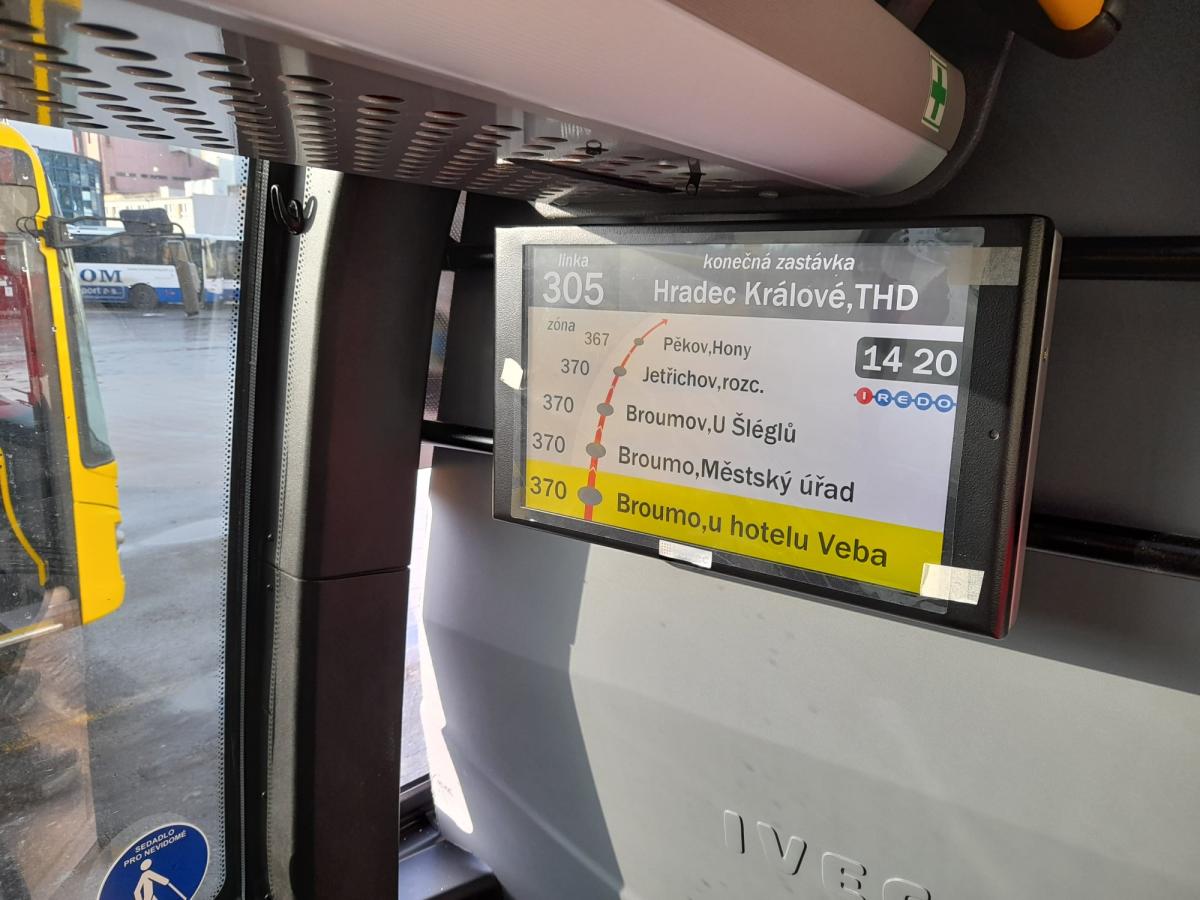 OM
port a.s.
linka
305
konečná zastávka
Hradec Králové,THD
zóna
367 Pěkov,Hony
14 20
370 Jetřichov,rozc.
IREDO
370 Broumov,U Šléglů
370 Broumo,Městský úřad
370 Broumo,u hotelu Veba
SEDADLO
PRO NEVIDOMÉ
IVECO